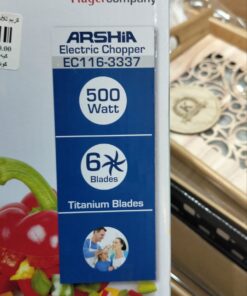 ARSHIA
Electric Chopper
EC116-3337
500
Watt
6
Blades
Titanium Blades